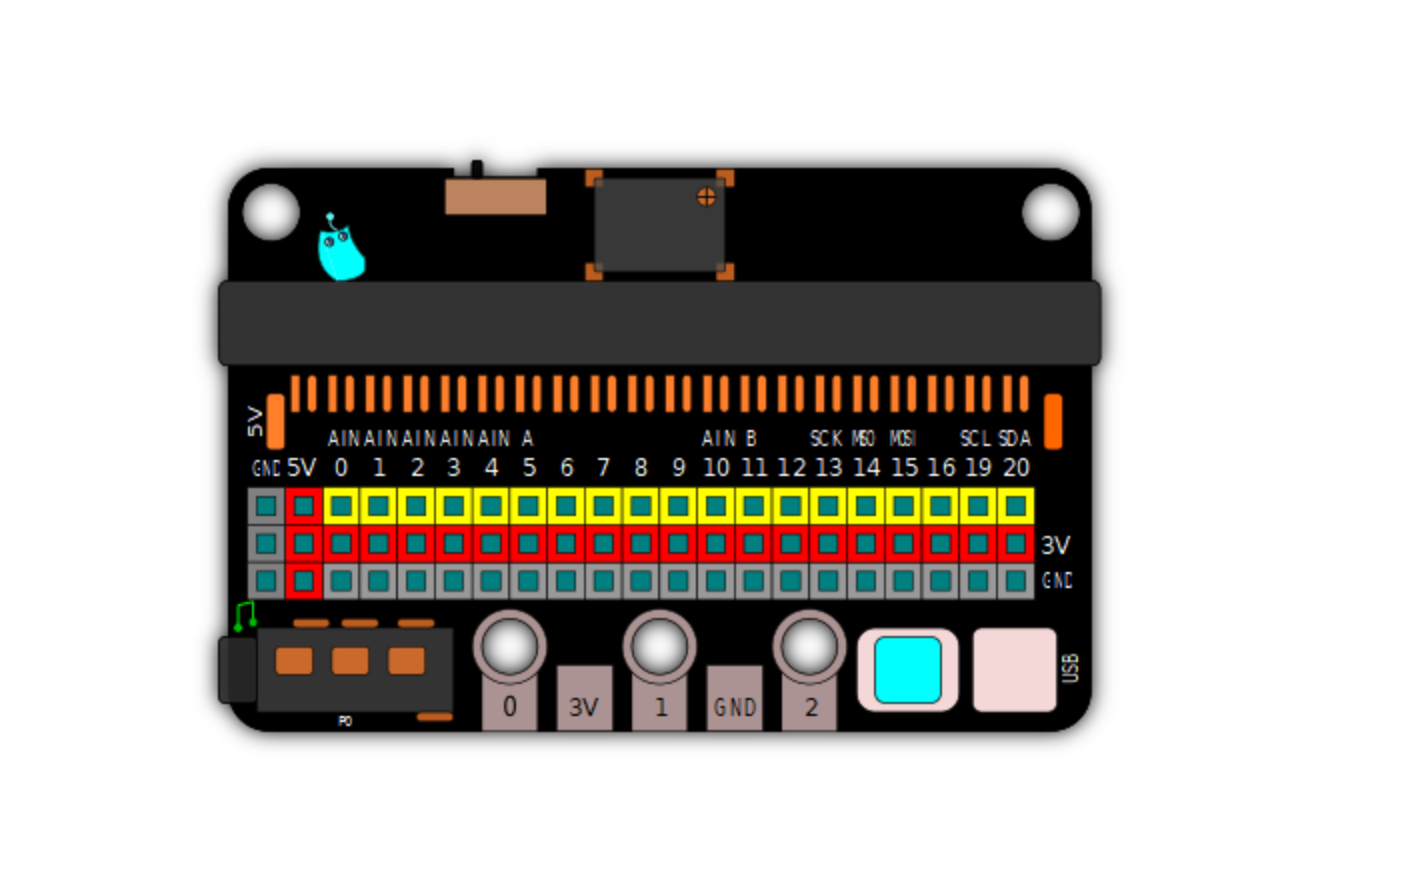 5V
AIN AIN AIN AIN AIN A AIN B SCK MISO MOSI SCL SDA
GND 5V 0 1 2 3 4 5 6 7 8 9 10 11 12 13 14 15 16 19 20
3V
GND
0 3V 1 GND 2
USB
P0